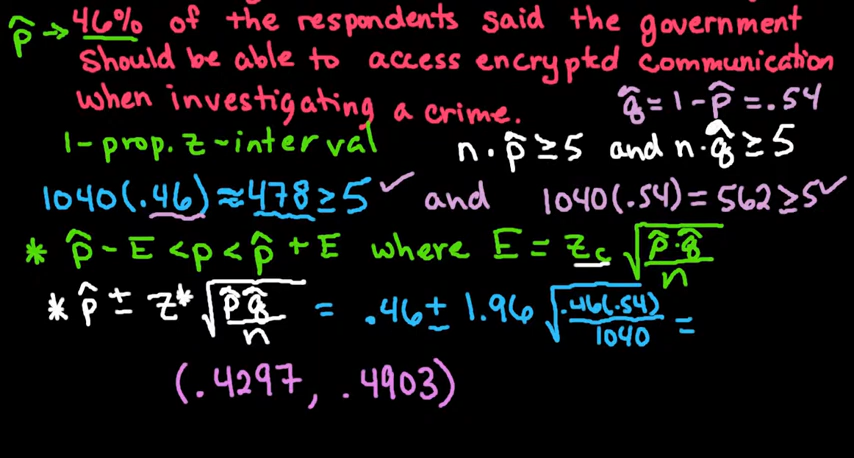 p̂ → 46% of the respondents said the government
should be able to access encrypted communication
when investigating a crime. q̂ = 1 - p̂ = .54
1-prop. z-interval n · p̂ ≥ 5 and n · q̂ ≥ 5
1040(.46) ≈ 478 ≥ 5 ✓ and 1040(.54) = 562 ≥ 5 ✓
* p̂ - E < p < p̂ + E where E = z_c √(p̂·q̂/n)
* p̂ ± z* √(p̂q̂/n) = .46 ± 1.96 √(.46(.54)/1040) =
(.4297, .4903)